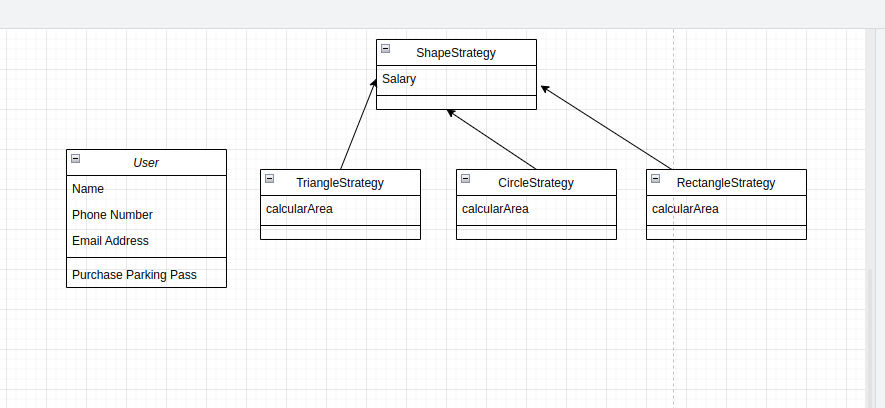 ShapeStrategy
Salary
User
Name
Phone Number
Email Address
Purchase Parking Pass
TriangleStrategy
calcularArea
CircleStrategy
calcularArea
RectangleStrategy
calcularArea